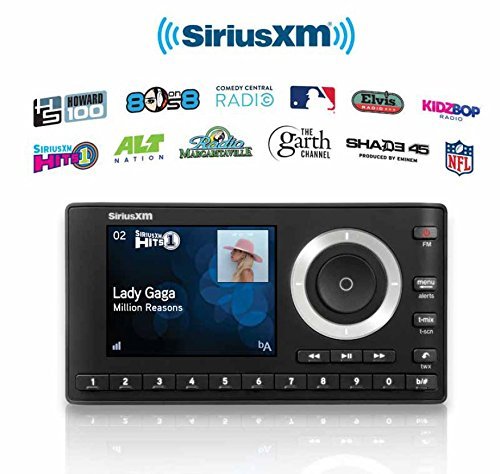 ((SiriusXm®))
HS HOWARD 100
80s on 8
COMEDY CENTRAL RADIO
Elvis RADIO
KIDZBOP RADIO
SIRIUSXM HITS 1
ALT NATION
Radio MARGARITAVILLE
THE garth CHANNEL
SHADE 45
PRODUCED BY EMINEM
NFL
SiriusXm
02 SIRIUSXM HITS 1
Lady Gaga
Million Reasons
bA
FM
menu
alerts
t-mix
t-scn
twx
1 2 3 4 5 6 7 8 9 0 b/#